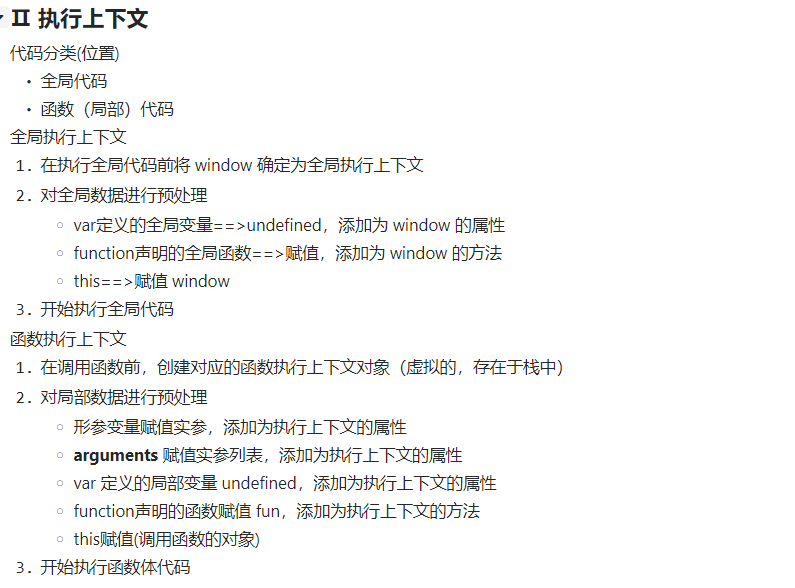 Ⅱ 执行上下文
代码分类(位置)
• 全局代码
• 函数（局部）代码
全局执行上下文
1. 在执行全局代码前将 window 确定为全局执行上下文
2. 对全局数据进行预处理
○ var定义的全局变量==>undefined，添加为 window 的属性
○ function声明的全局函数==>赋值，添加为 window 的方法
○ this==>赋值 window
3. 开始执行全局代码
函数执行上下文
1. 在调用函数前，创建对应的函数执行上下文对象（虚拟的，存在于栈中）
2. 对局部数据进行预处理
○ 形参变量赋值实参，添加为执行上下文的属性
○ arguments 赋值实参列表，添加为执行上下文的属性
○ var 定义的局部变量 undefined，添加为执行上下文的属性
○ function声明的函数赋值 fun，添加为执行上下文的方法
○ this赋值(调用函数的对象)
3. 开始执行函数体代码